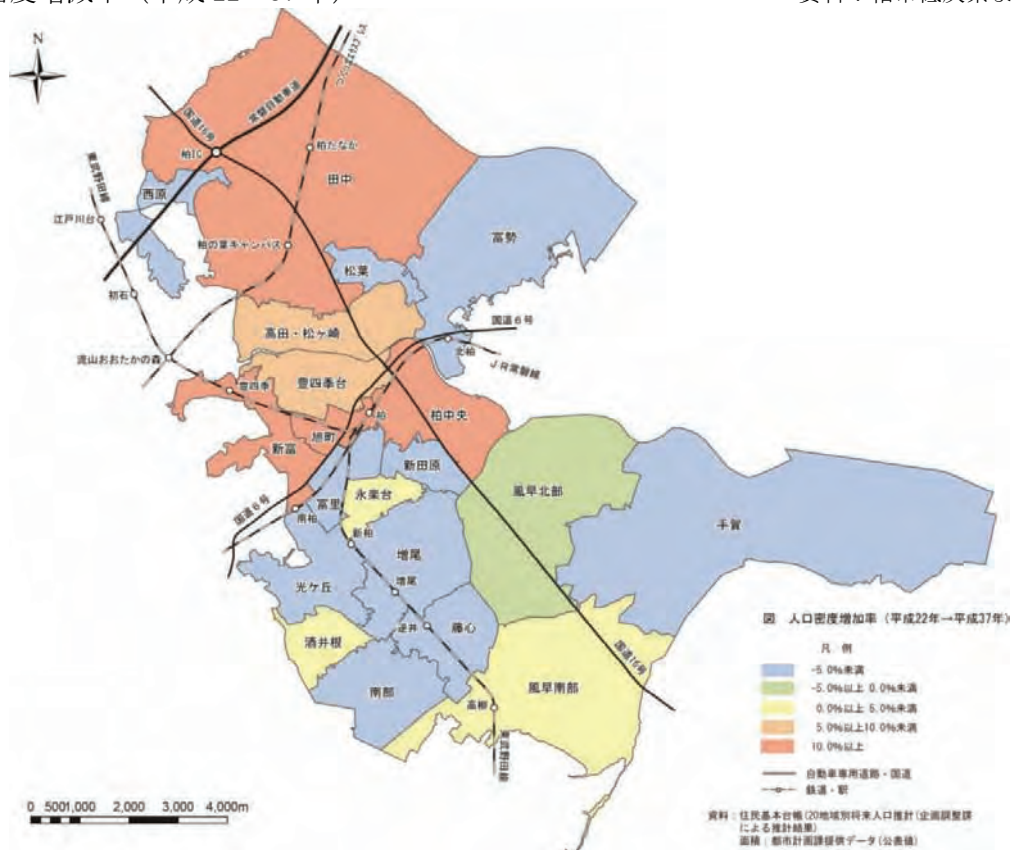 （平成22 37年）
N
国道16号
常磐自動車道
柏IC
柏たなか
田中
東武野田線
西原
江戸川台
柏の葉キャンパス
富勢
松葉
初石
国道6号
高田・松ヶ崎
北柏
JR常磐線
流山おおたかの森
豊四季台
豊四季
柏
柏中央
旭町
新富
新田原
風早北部
永楽台
国道6号
富里
南柏
手賀
新柏
増尾
光ケ丘
増尾
図 人口密度増加率（平成22年→平成37年）
逆井
藤心
酒井根
凡 例
国道16号
-5.0%未満
南部
風早南部
-5.0%以上 0.0%未満
高柳
0.0%以上 5.0%未満
5.0%以上10.0%未満
東武野田線
10.0%以上
自動車専用道路・国道
鉄道・駅
0 500 1,000 2,000 3,000 4,000m
資料：住民基本台帳（20地域別将来人口推計（企画調整課
による推計結果）
面積：都市計画課提供データ（公表値）